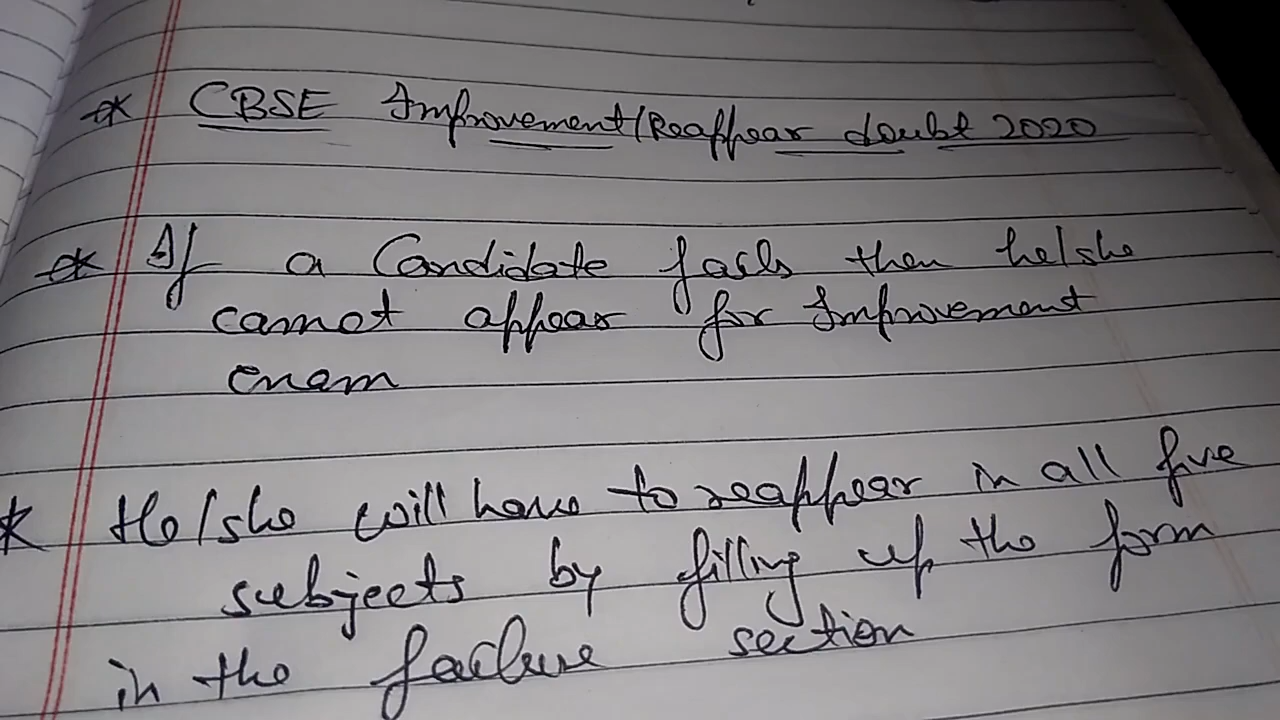 * CBSE Improvement/Reappear doubt 2020
* If a Candidate fails then he/she
cannot appear for Improvement
exam
* He/she will have to reappear in all five
subjects by filling up the form
in the failure section